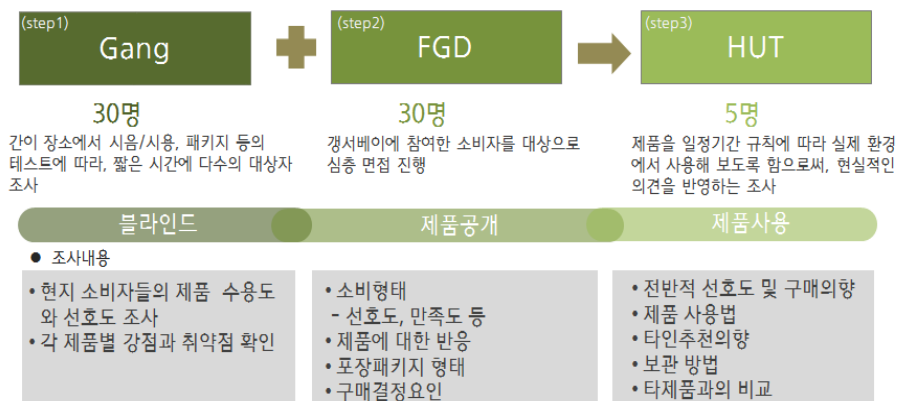 (step1)
Gang
(step2)
FGD
(step3)
HUT
30명
간이 장소에서 시음/시용, 패키지 등의
테스트에 따라, 짧은 시간에 다수의 대상자
조사
30명
갱서베이에 참여한 소비자를 대상으로
심층 면접 진행
5명
제품을 일정기간 규칙에 따라 실제 환경
에서 사용해 보도록 함으로써, 현실적인
의견을 반영하는 조사
블라인드
제품공개
제품사용
● 조사내용
• 현지 소비자들의 제품 수용도
와 선호도 조사
• 각 제품별 강점과 취약점 확인
• 소비형태
- 선호도, 만족도 등
• 제품에 대한 반응
• 포장패키지 형태
• 구매결정요인
• 전반적 선호도 및 구매의향
• 제품 사용법
• 타인추천의향
• 보관 방법
• 타제품과의 비교